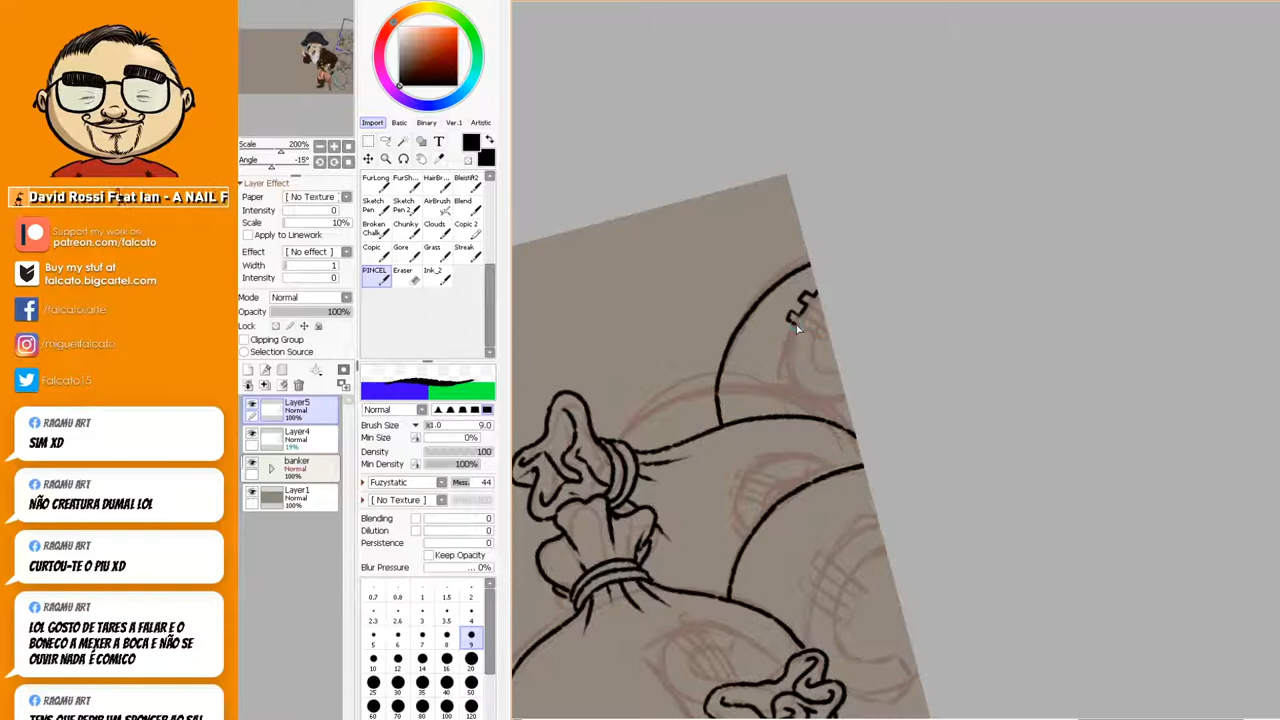 David Rossi Feat Ian - A NAIL F
Support my work on
patreon.com/falcato
Buy my stuf at
falcato.bigcartel.com
/falcato.arte
/miguelfalcato
Falcato15
RAQMU ART
SIM XD
RAQMU ART
NÃO CREATURA DUMAL LOL
RAQMU ART
CURTOU-TE O PIU XD
RAQMU ART
LOL GOSTO DE TARES A FALAR E O
BONECO A MEXER A BOCA E NÃO SE
OUVIR NADA É COMICO
RAQMU ART
Scale 200%
Angle -15°
Layer Effect
Paper [ No Texture ]
Intensity 0
Scale 10%
Apply to Linework
Effect [ No effect ]
Width 1
Intensity 0
Mode Normal
Opacity 100%
Lock
Clipping Group
Selection Source
Layer5
Normal
100%
Layer4
Normal
19%
banker
Normal
100%
Layer1
Normal
100%
Import Basic Binary Ver.1 Artistic
T
FurLong FurSh... HairBr... Bleistift2
Sketch Pen Sketch Pen 2 AirBrush Blend
Broken Chalk Chunky Clouds Copic 2
Copic Gore Grass Streak
PINCEL Eraser Ink_2
Normal
Brush Size x1.0 9.0
Min Size 0%
Density 100
Min Density 100%
Fuzystatic Mess. 44
[ No Texture ]
Blending 0
Dilution 0
Persistence 0
Keep Opacity
Blur Pressure ... 0%
0.7 0.8 1 1.5 2
2.3 2.6 3 3.5 4
5 6 7 8 9
10 12 14 16 20
25 30 35 40 50
60 70 80 100 120